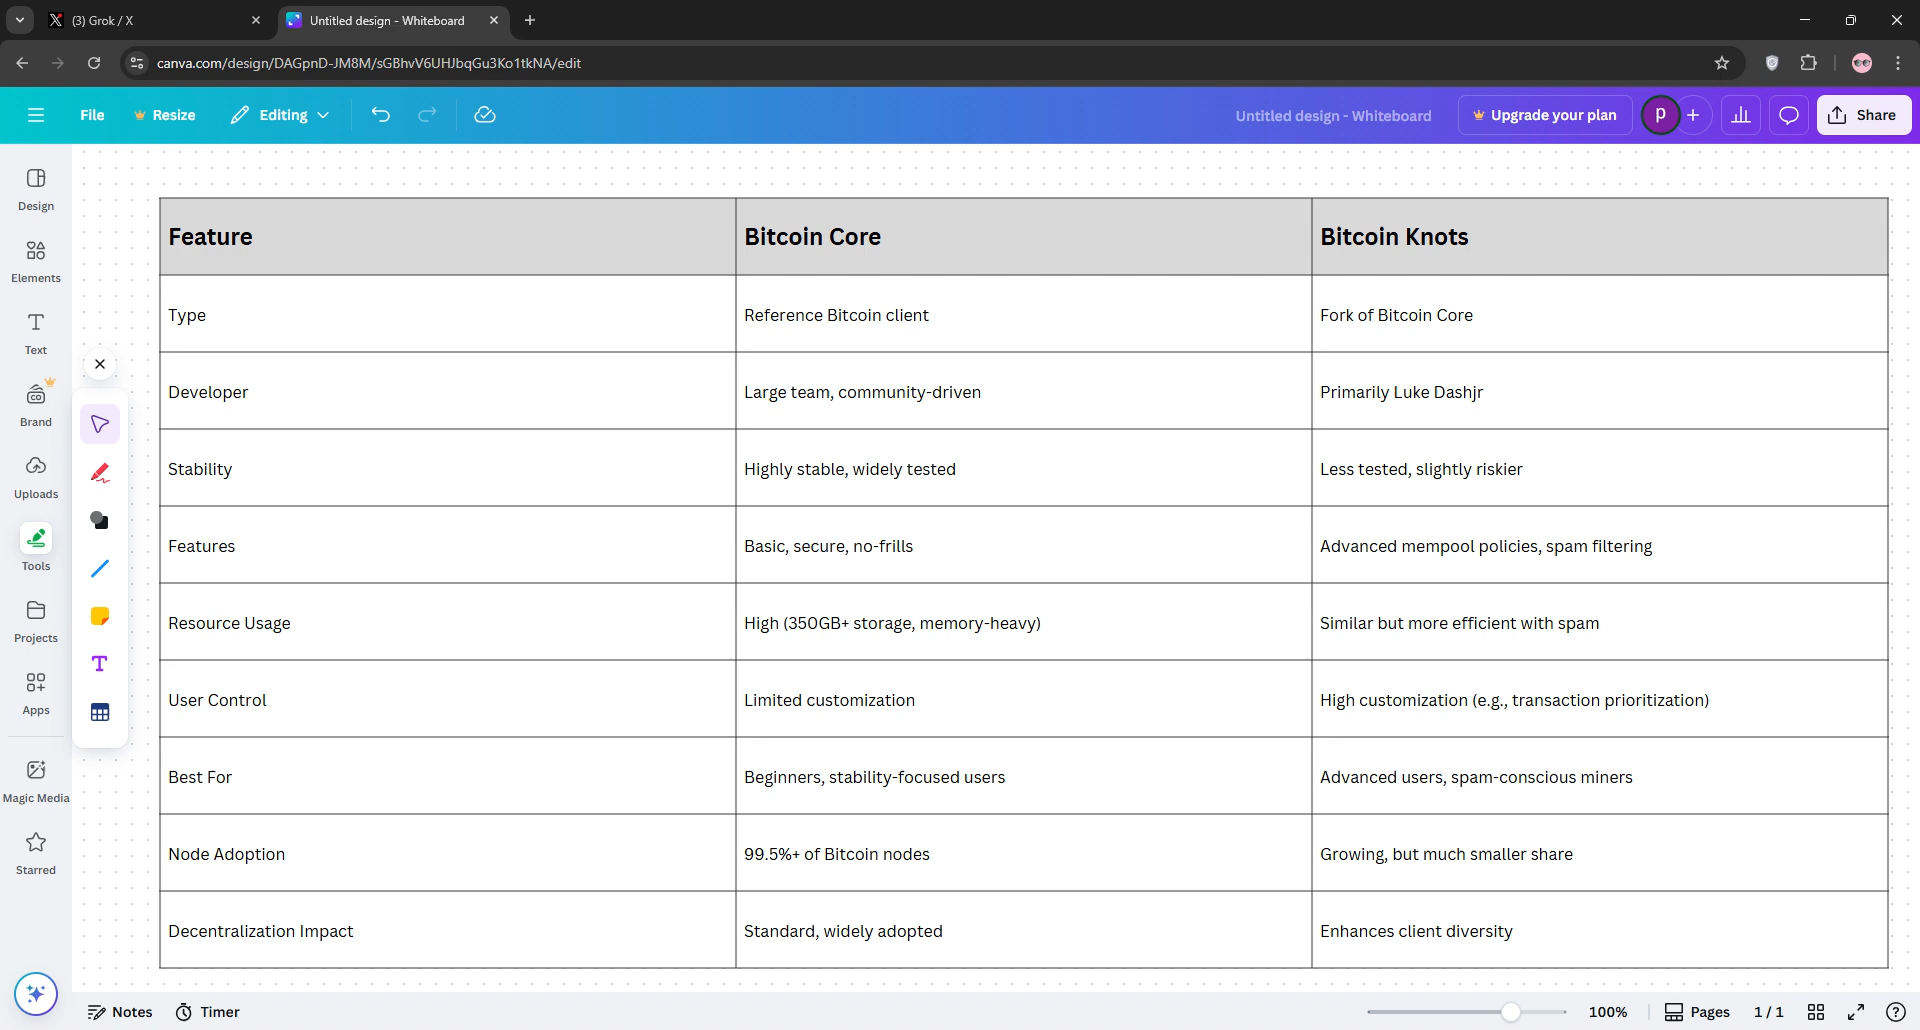 (3) Grok / X
Untitled design - Whiteboard
canva.com/design/DAGpnD-JM8M/sGBhvV6UHJbqGu3Ko1tkNA/edit
File
Resize
Editing
Untitled design - Whiteboard
Upgrade your plan
P
Share
Design
Elements
Text
Brand
Uploads
Tools
Projects
Apps
Magic Media
Starred
Feature Bitcoin Core Bitcoin Knots
Type Reference Bitcoin client Fork of Bitcoin Core
Developer Large team, community-driven Primarily Luke Dashjr
Stability Highly stable, widely tested Less tested, slightly riskier
Features Basic, secure, no-frills Advanced mempool policies, spam filtering
Resource Usage High (350GB+ storage, memory-heavy) Similar but more efficient with spam
User Control Limited customization High customization (e.g., transaction prioritization)
Best For Beginners, stability-focused users Advanced users, spam-conscious miners
Node Adoption 99.5%+ of Bitcoin nodes Growing, but much smaller share
Decentralization Impact Standard, widely adopted Enhances client diversity
Notes
Timer
100%
Pages
1 / 1